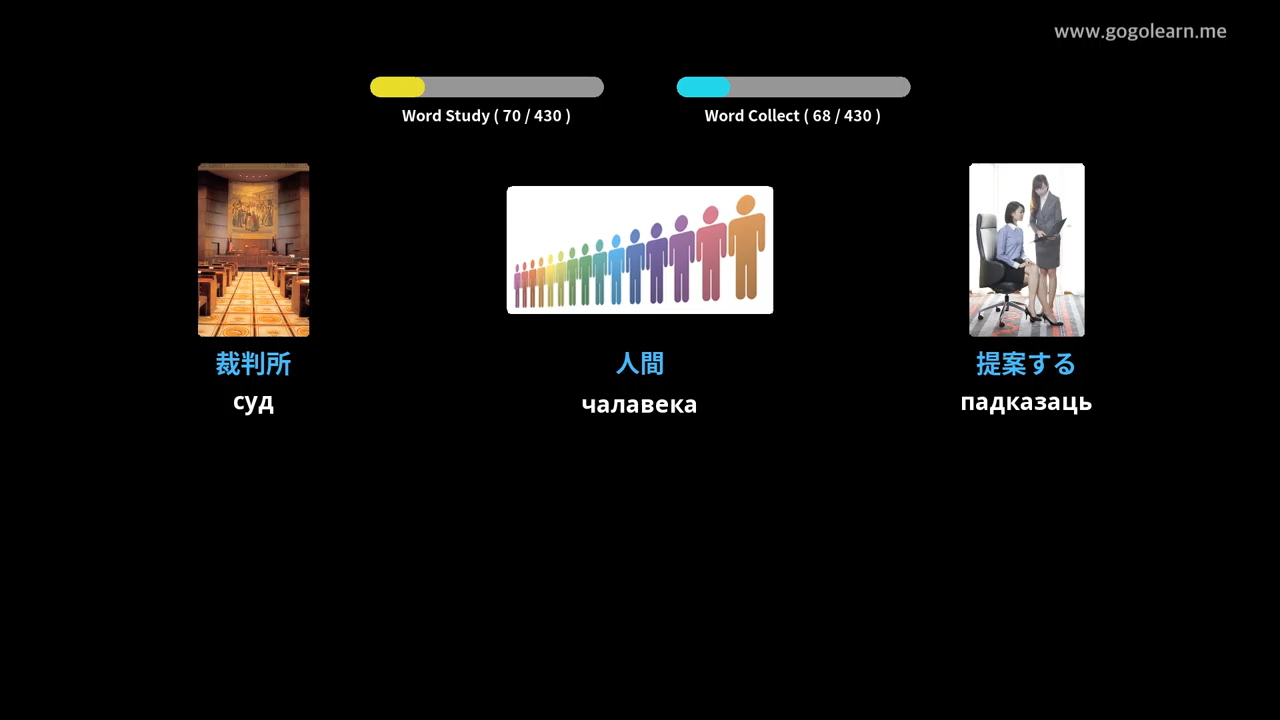 www.gogolearn.me
Word Study ( 70 / 430 )
Word Collect ( 68 / 430 )
裁判所
人間
提案する
суд
чалавека
падказаць